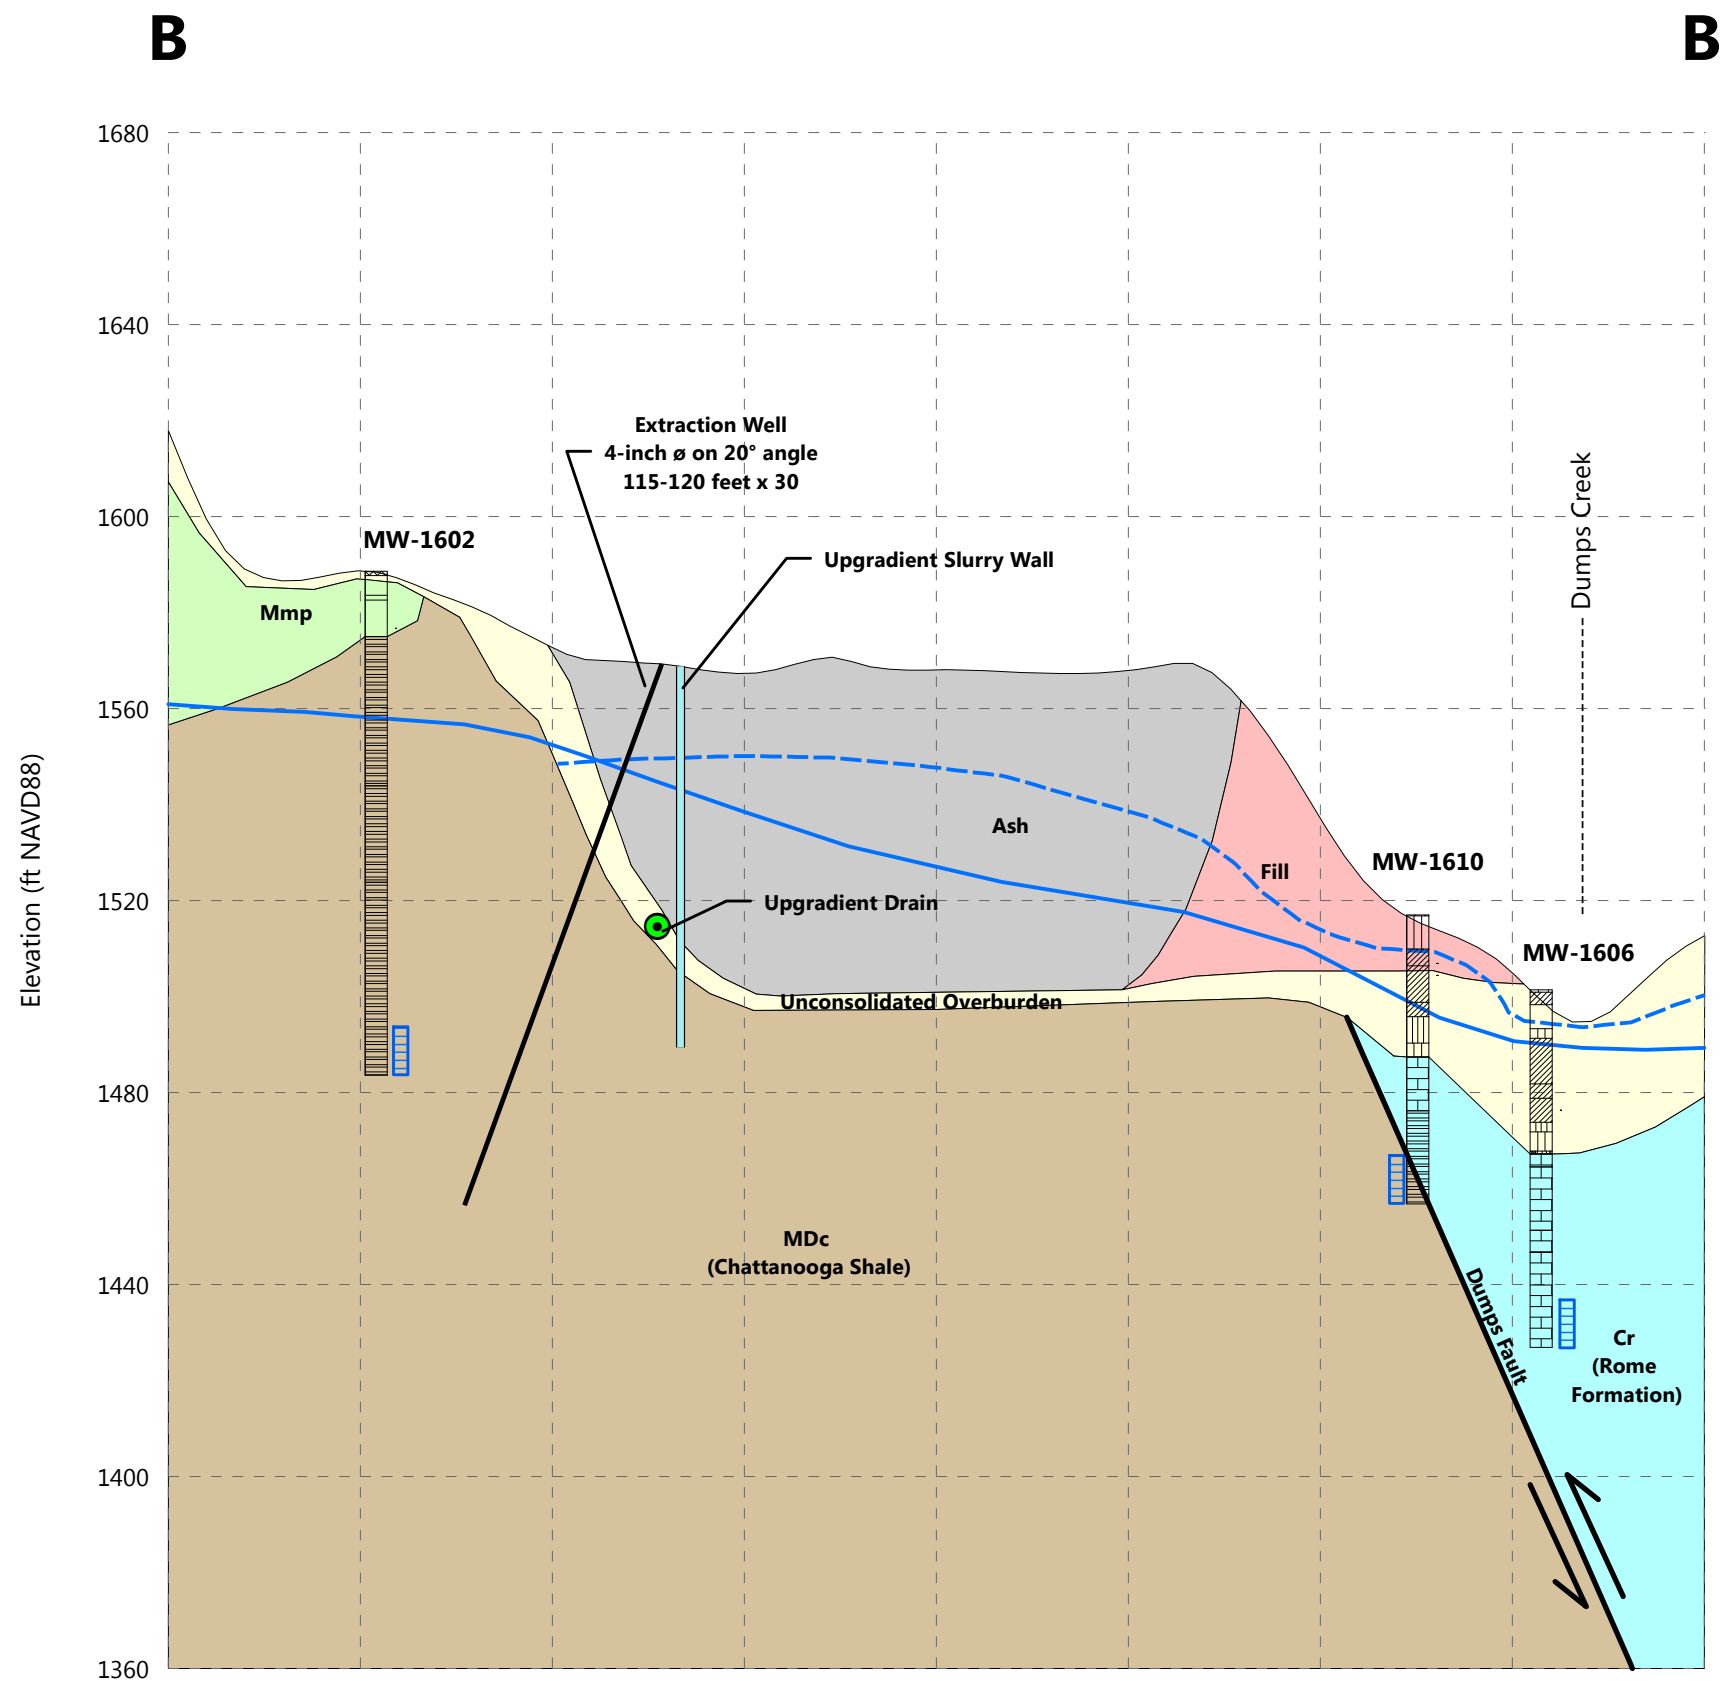 B
B
1680
1640
Extraction Well
4-inch ø on 20° angle
115-120 feet x 30
Dumps Creek
1600
MW-1602
Upgradient Slurry Wall
Mmp
1560
Elevation (ft NAVD88)
Ash
MW-1610
Fill
1520
Upgradient Drain
MW-1606
Unconsolidated Overburden
1480
MDc
(Chattanooga Shale)
1440
Dumps Fault
Cr
(Rome
Formation)
1400
1360